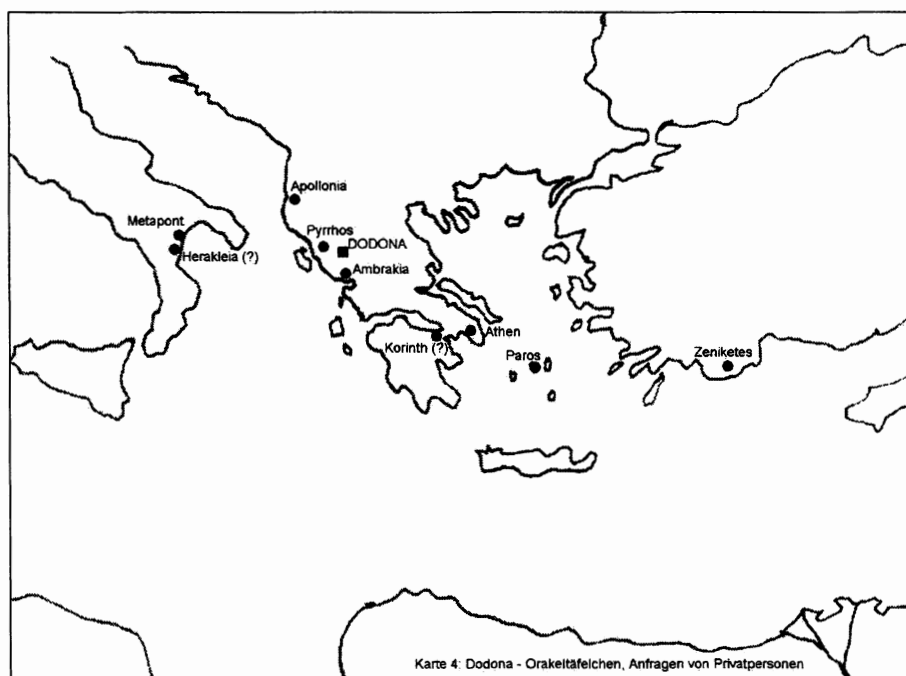 Apollonia
Metapont
Pyrrhos
DODONA
Herakleia (?)
Ambrakia
Athen
Korinth (?)
Paros
Zeniketes
Karte 4: Dodona - Orakeltäfelchen, Anfragen von Privatpersonen